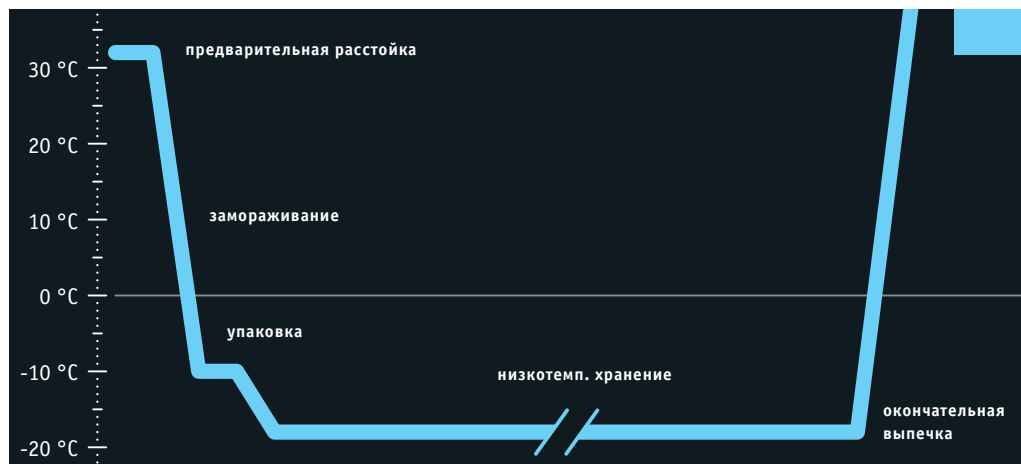 предварительная расстойка
30 °C
20 °C
замораживание
10 °C
0 °C
упаковка
-10 °C
низкотемп. хранение
окончательная
выпечка
-20 °C